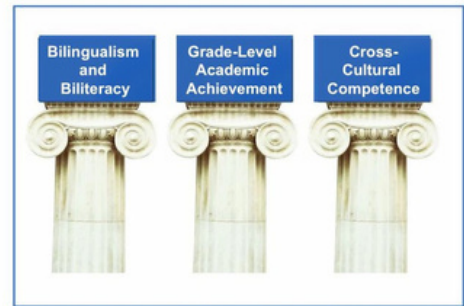 Bilingualism
and
Biliteracy
Grade-Level
Academic
Achievement
Cross-
Cultural
Competence